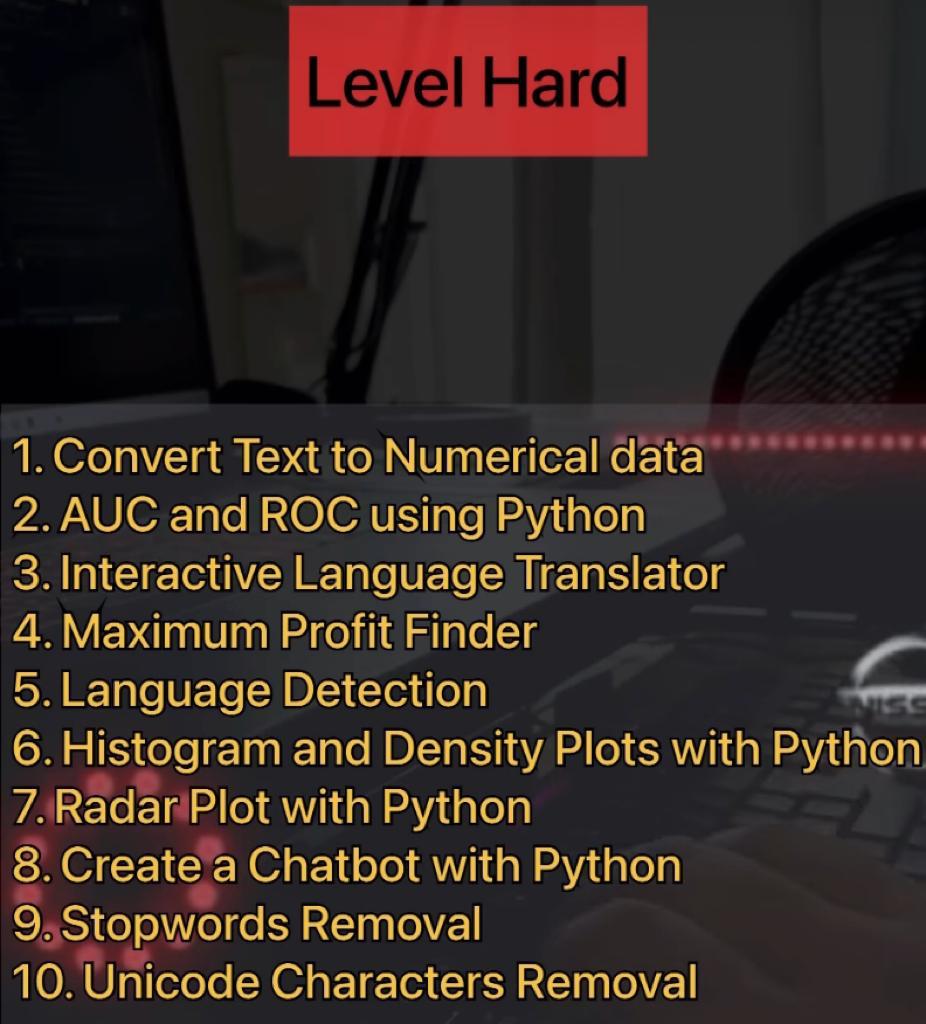 Level Hard
1. Convert Text to Numerical data
2. AUC and ROC using Python
3. Interactive Language Translator
4. Maximum Profit Finder
5. Language Detection
6. Histogram and Density Plots with Python
7. Radar Plot with Python
8. Create a Chatbot with Python
9. Stopwords Removal
10. Unicode Characters Removal